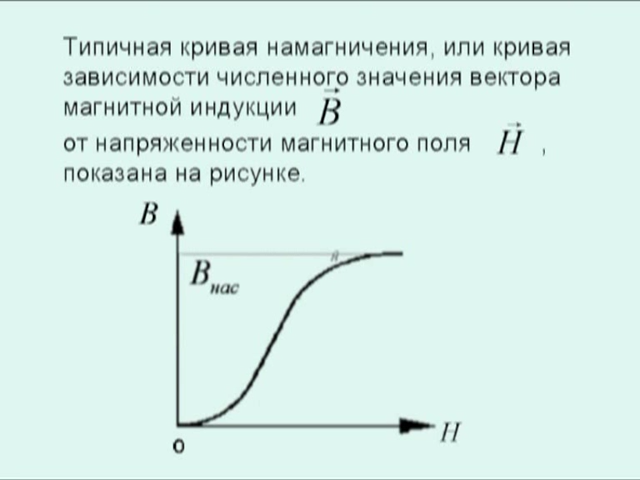 Типичная кривая намагничения, или кривая
зависимости численного значения вектора
магнитной индукции B⃗
от напряженности магнитного поля H⃗ ,
показана на рисунке.
B
Bнас
H
о